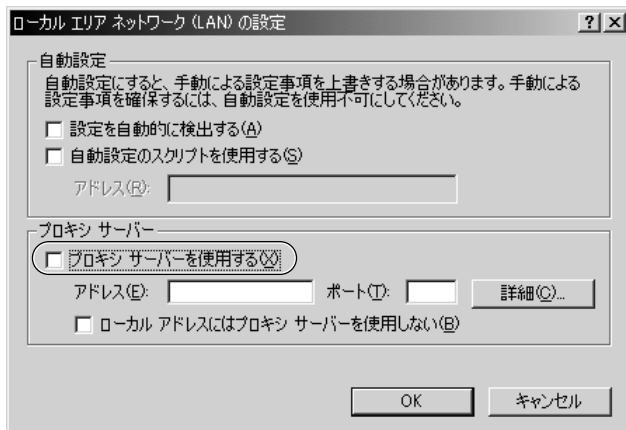 ローカル エリア ネットワーク (LAN) の設定
自動設定
自動設定にすると、手動による設定事項を上書きする場合があります。手動による
設定事項を確保するには、自動設定を使用不可にしてください。
設定を自動的に検出する(A)
自動設定のスクリプトを使用する(S)
アドレス(R):
プロキシ サーバー
プロキシ サーバーを使用する(X)
アドレス(E): ポート(T): 詳細(C)...
ローカル アドレスにはプロキシ サーバーを使用しない(B)
OK キャンセル